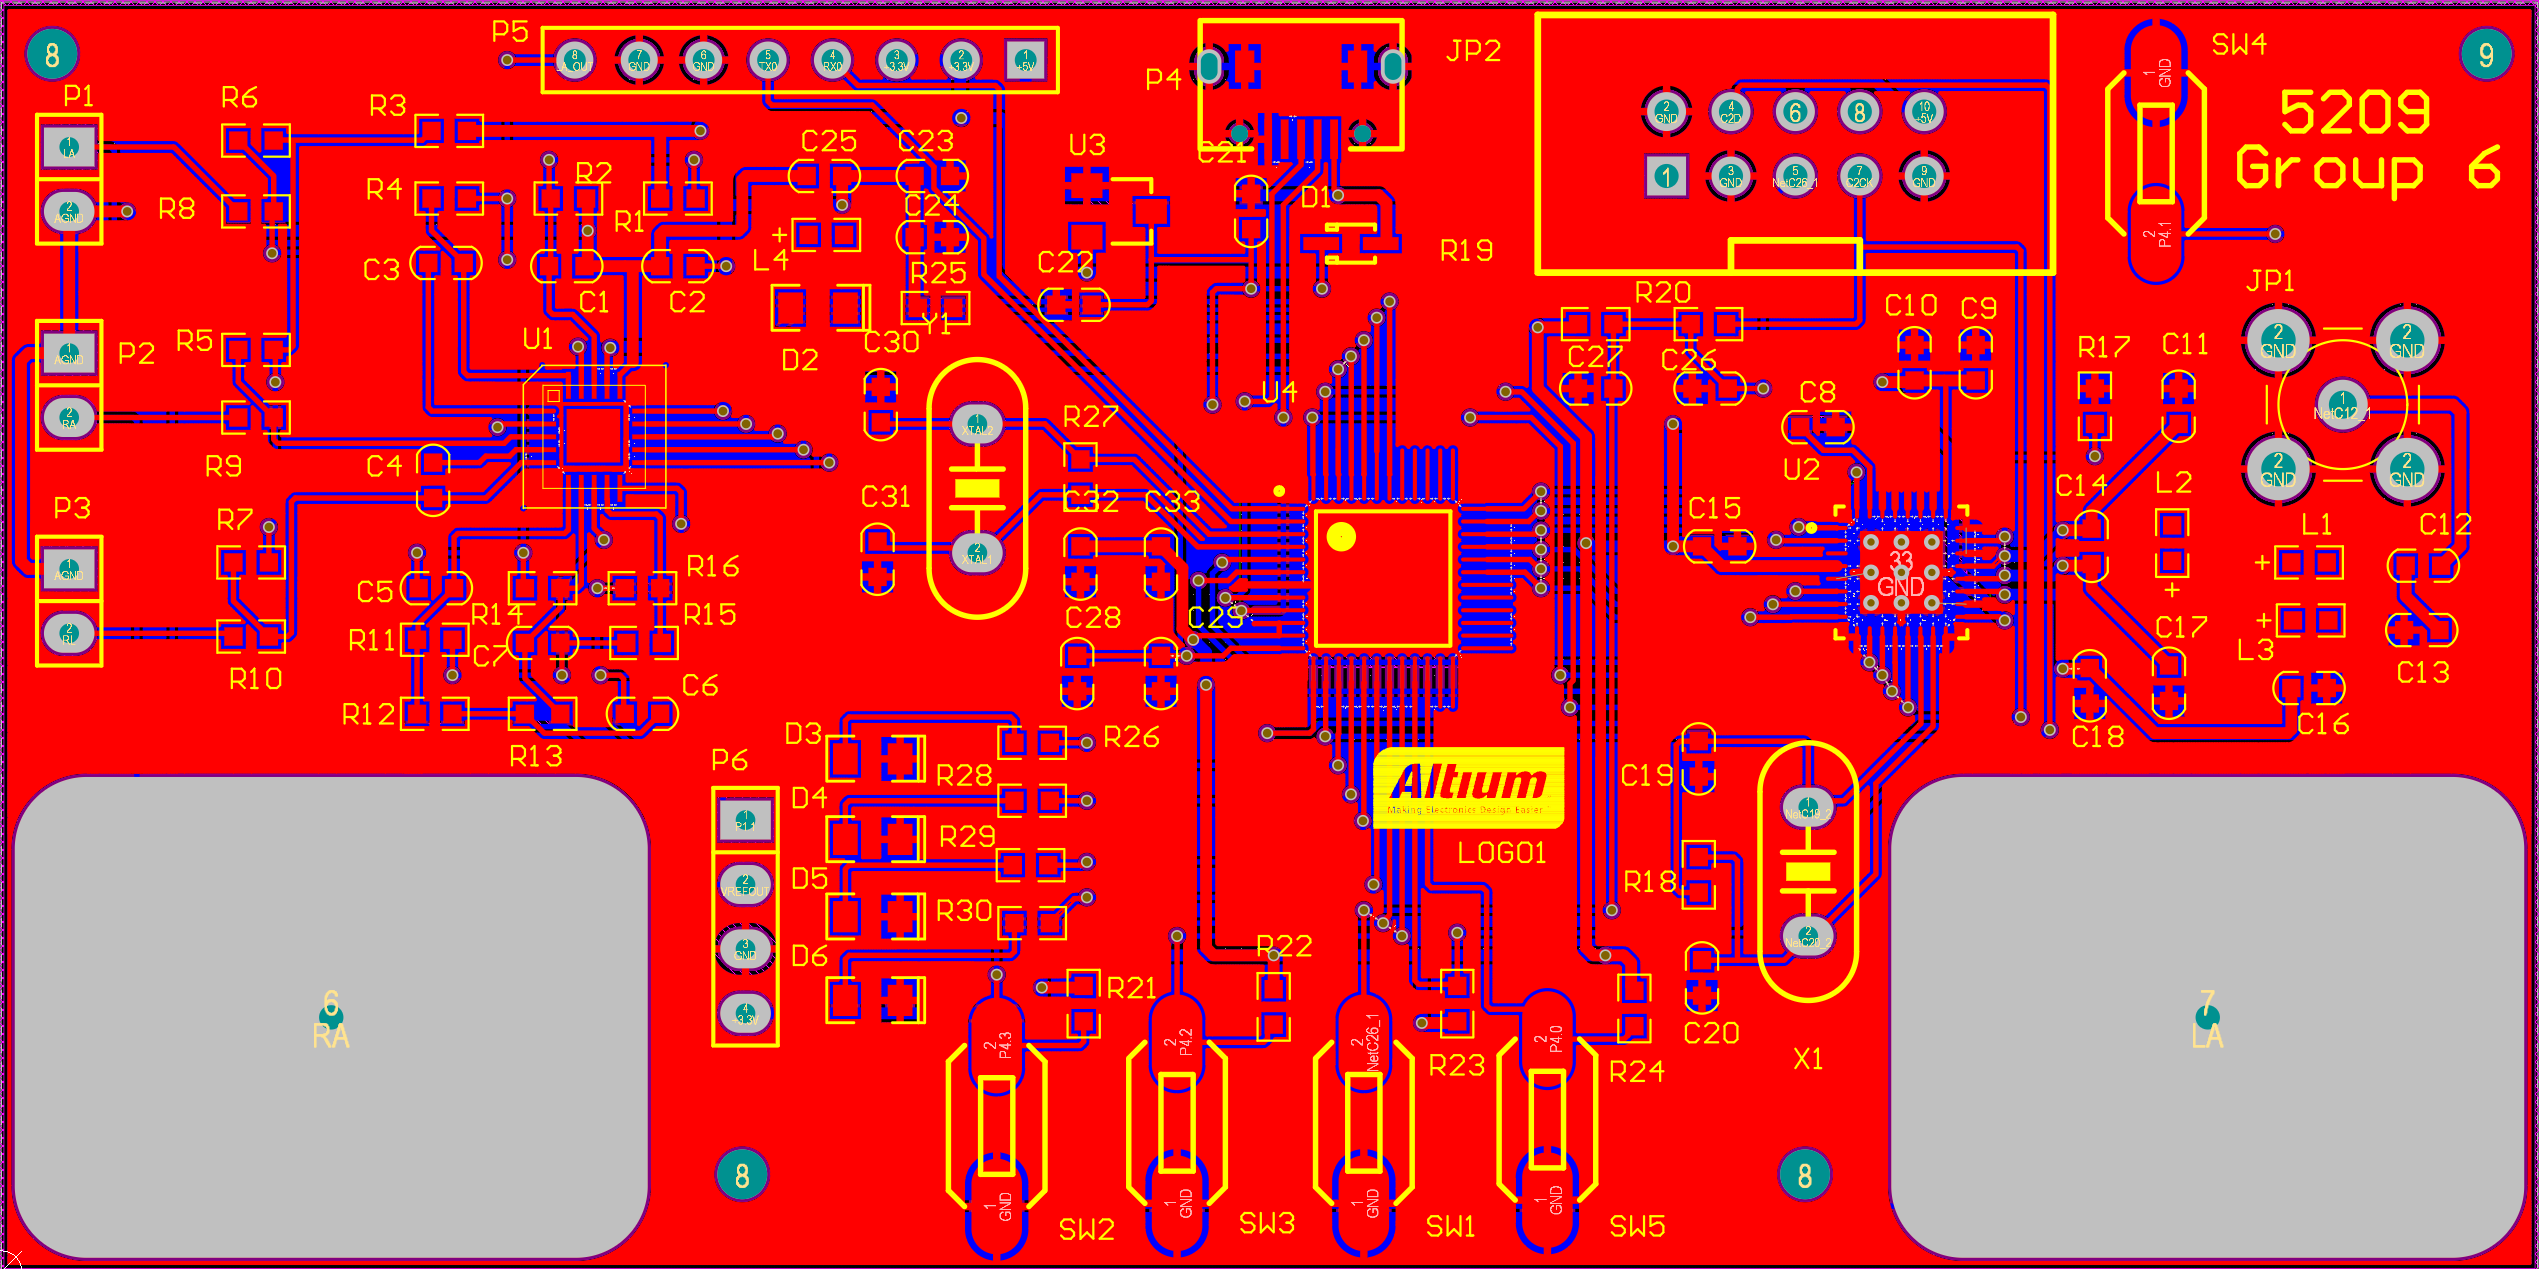 P5
8 LA_OUT
7 GND
6 GND
5 TX0
4 RX0
3 +3.3V
2 +3.3V
1 +5V
P4
JP2
SW4
1 GND
2 P4.1
8
9
5209
Group 6
P1
1 LA
2 AGND
R6
R8
R3
R4
R2
R1
C3
C1
C2
C25
C23
C24
L4
+
R25
D2
U3
C21
C22
D1
R19
2 GND
4 C2D
6
8
10 +5V
1
3 GND
5 NetC26_1
7 C2CK
9 GND
R20
C27
C26
C10
C9
JP1
2 GND
2 GND
NetC12_1
2 GND
2 GND
P2
1 AGND
2 RA
R5
R9
U1
C4
C30
Y1
1 XTAL2
2 XTAL1
C31
R27
C32
C33
U4
C8
U2
C15
33
GND
R17
C11
C14
L2
+
L1
+
C12
L3
+
C13
C17
C18
C16
P3
1 AGND
2 RL
R7
R10
C5
R14
R16
R15
R11
C7
R12
R13
C6
C28
C29
D3
R26
R28
D4
R29
D5
R30
D6
P6
1 P1.1
2 VREFOUT
3 GND
4 +3.3V
Altium
Making Electronics Design Easier
LOGO1
C19
R18
C20
X1
1 NetC19_2
2 NetC20_2
R21
R22
R23
R24
2 P4.3
2 P4.2
2 NetC26_1
2 P4.0
1 GND
1 GND
1 GND
1 GND
SW2
SW3
SW1
SW5
6
RA
7
LA
8
8